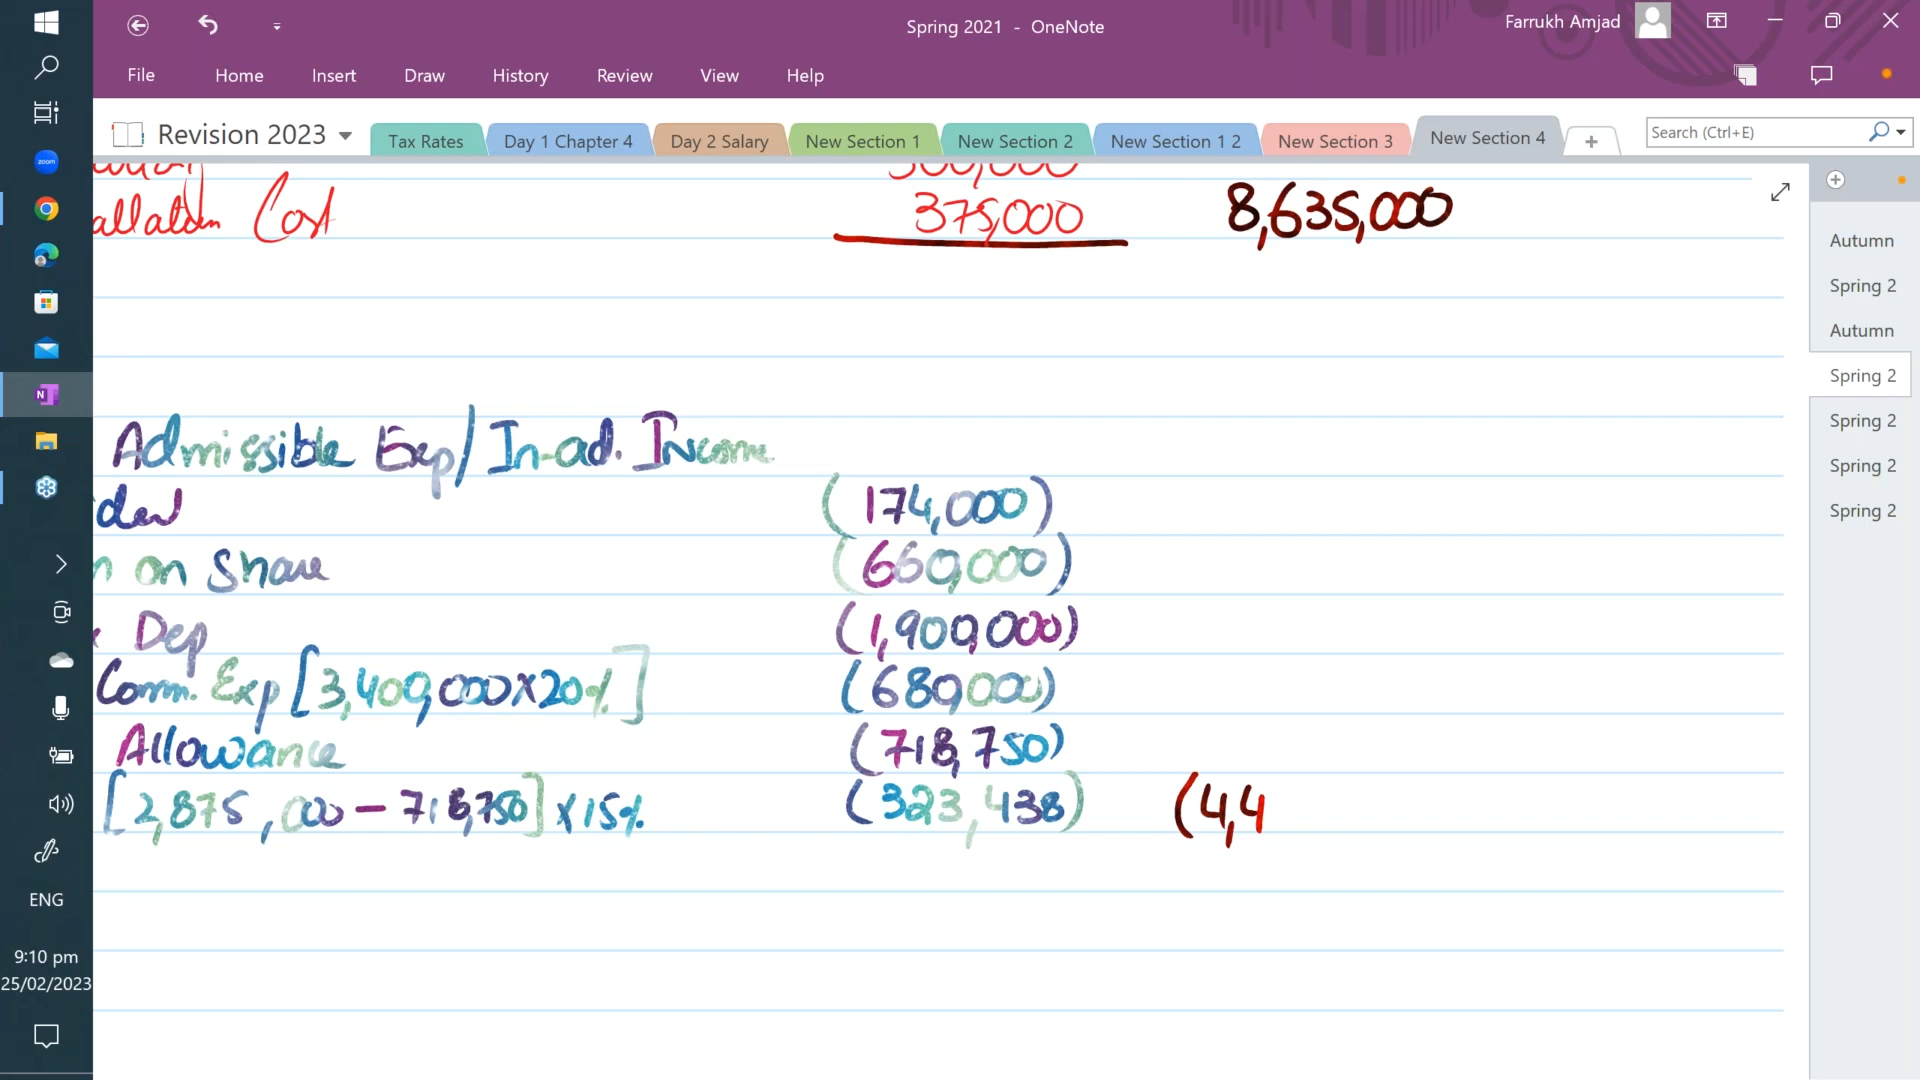 Spring 2021 - OneNote
Farrukh Amjad
File Home Insert Draw History Review View Help
Revision 2023
Tax Rates
Day 1 Chapter 4
Day 2 Salary
New Section 1
New Section 2
New Section 1 2
New Section 3
New Section 4
Search (Ctrl+E)
zoom
N
Autumn
Spring 2
Autumn
Spring 2
Spring 2
Spring 2
Spring 2
allation Cost 375,000 8,635,000
Admissible Exp/In-ad. Income
dend (174,000)
n on Share (660,000)
x Dep (1,900,000)
Comm. Exp [3,400,000x20%] (680,000)
Allowance (718,750)
[2,875,000 - 718,750] x 15% (323,438) (4,4
ENG
9:10 pm
25/02/2023